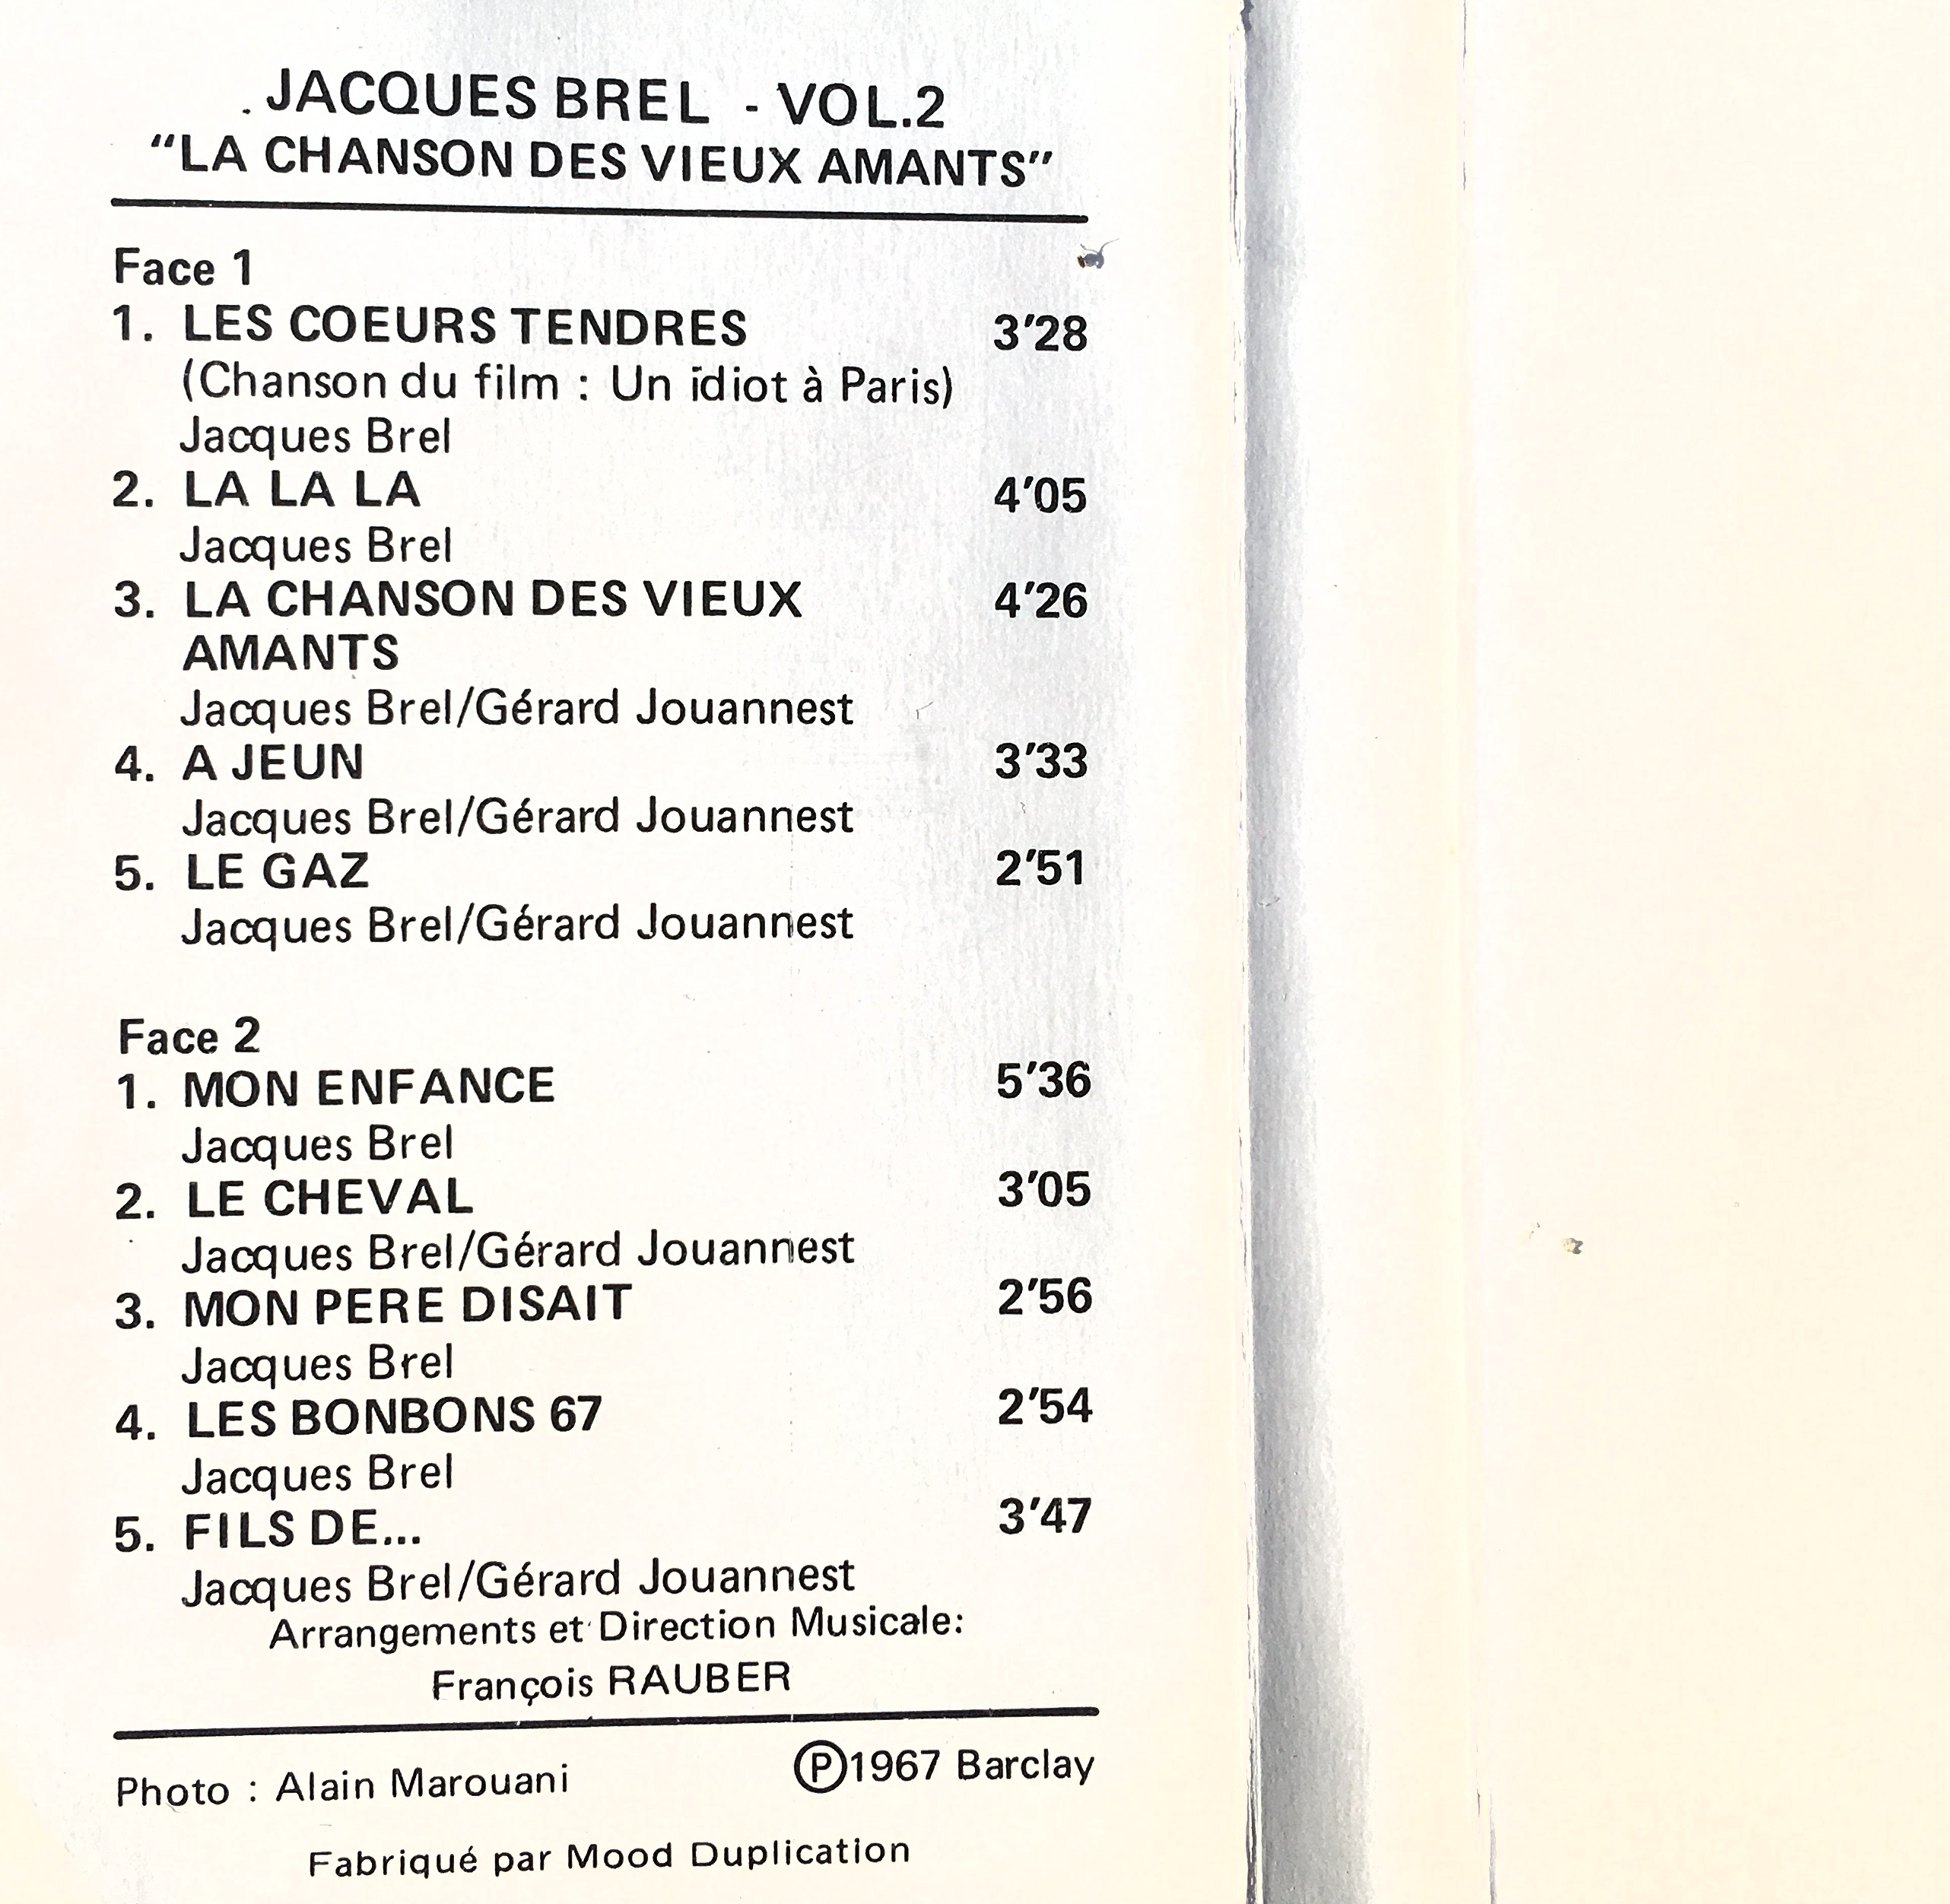 JACQUES BREL - VOL.2
“LA CHANSON DES VIEUX AMANTS”
Face 1
1. LES COEURS TENDRES 3’28
(Chanson du film : Un idiot à Paris)
Jacques Brel
2. LA LA LA 4’05
Jacques Brel
3. LA CHANSON DES VIEUX 4’26
AMANTS
Jacques Brel/Gérard Jouannest
4. A JEUN 3’33
Jacques Brel/Gérard Jouannest
5. LE GAZ 2’51
Jacques Brel/Gérard Jouannest
Face 2
1. MON ENFANCE 5’36
Jacques Brel
2. LE CHEVAL 3’05
Jacques Brel/Gérard Jouannest
3. MON PERE DISAIT 2’56
Jacques Brel
4. LES BONBONS 67 2’54
Jacques Brel
5. FILS DE... 3’47
Jacques Brel/Gérard Jouannest
Arrangements et Direction Musicale:
François RAUBER
Photo : Alain Marouani ℗1967 Barclay
Fabriqué par Mood Duplication